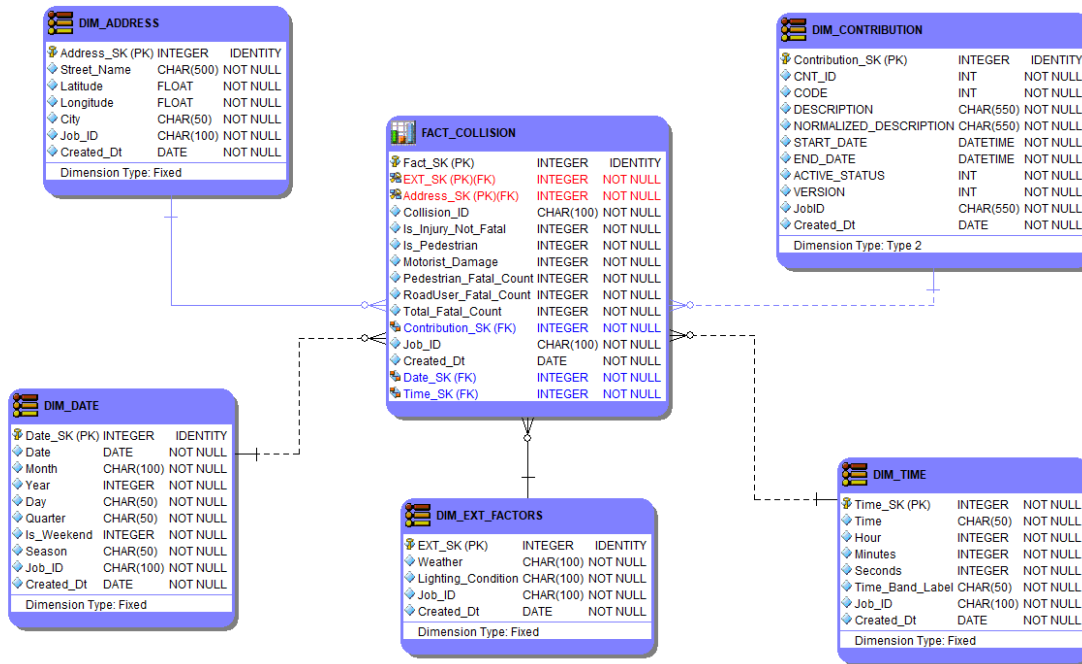 DIM_ADDRESS
Address_SK (PK) INTEGER IDENTITY
Street_Name CHAR(500) NOT NULL
Latitude FLOAT NOT NULL
Longitude FLOAT NOT NULL
City CHAR(50) NOT NULL
Job_ID CHAR(100) NOT NULL
Created_Dt DATE NOT NULL
Dimension Type: Fixed
DIM_CONTRIBUTION
Contribution_SK (PK) INTEGER IDENTITY
CNT_ID INT NOT NULL
CODE INT NOT NULL
DESCRIPTION CHAR(550) NOT NULL
NORMALIZED_DESCRIPTION CHAR(550) NOT NULL
START_DATE DATETIME NOT NULL
END_DATE DATETIME NOT NULL
ACTIVE_STATUS INT NOT NULL
VERSION INT NOT NULL
JobID CHAR(550) NOT NULL
Created_Dt DATE NOT NULL
Dimension Type: Type 2
FACT_COLLISION
Fact_SK (PK) INTEGER IDENTITY
EXT_SK (PK)(FK) INTEGER NOT NULL
Address_SK (PK)(FK) INTEGER NOT NULL
Collision_ID CHAR(100) NOT NULL
Is_Injury_Not_Fatal INTEGER NOT NULL
Is_Pedestrian INTEGER NOT NULL
Motorist_Damage INTEGER NOT NULL
Pedestrian_Fatal_Count INTEGER NOT NULL
RoadUser_Fatal_Count INTEGER NOT NULL
Total_Fatal_Count INTEGER NOT NULL
Contribution_SK (FK) INTEGER NOT NULL
Job_ID CHAR(100) NOT NULL
Created_Dt DATE NOT NULL
Date_SK (FK) INTEGER NOT NULL
Time_SK (FK) INTEGER NOT NULL
DIM_DATE
Date_SK (PK) INTEGER IDENTITY
Date DATE NOT NULL
Month CHAR(100) NOT NULL
Year INTEGER NOT NULL
Day CHAR(50) NOT NULL
Quarter CHAR(50) NOT NULL
Is_Weekend INTEGER NOT NULL
Season CHAR(50) NOT NULL
Job_ID CHAR(100) NOT NULL
Created_Dt DATE NOT NULL
Dimension Type: Fixed
DIM_EXT_FACTORS
EXT_SK (PK) INTEGER IDENTITY
Weather CHAR(100) NOT NULL
Lighting_Condition CHAR(100) NOT NULL
Job_ID CHAR(100) NOT NULL
Created_Dt DATE NOT NULL
Dimension Type: Fixed
DIM_TIME
Time_SK (PK) INTEGER NOT NULL
Time CHAR(50) NOT NULL
Hour INTEGER NOT NULL
Minutes INTEGER NOT NULL
Seconds INTEGER NOT NULL
Time_Band_Label CHAR(50) NOT NULL
Job_ID CHAR(100) NOT NULL
Created_Dt DATE NOT NULL
Dimension Type: Fixed